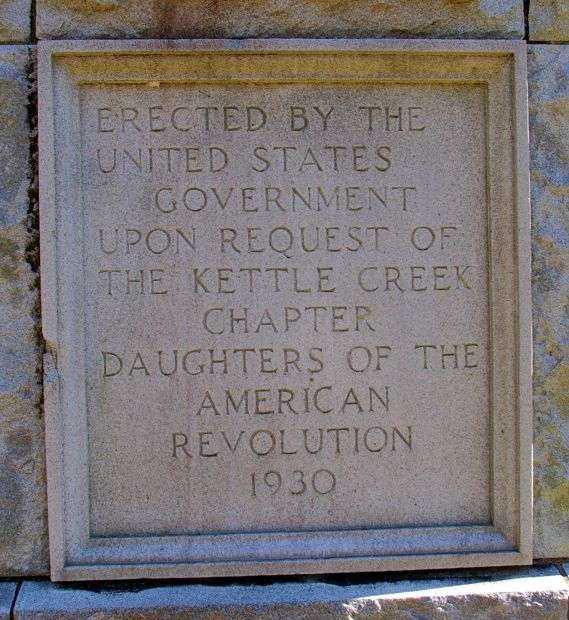 ERECTED BY THE
UNITED STATES
GOVERNMENT
UPON REQUEST OF
THE KETTLE CREEK
CHAPTER
DAUGHTERS OF THE
AMERICAN
REVOLUTION
1930